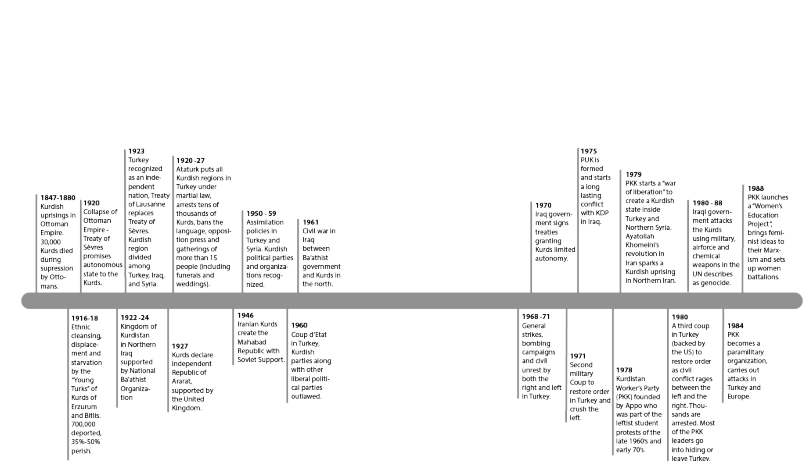 1847-1880
Kurdish
uprisings in
Ottoman
Empire.
30,000
Kurds died
during
supression
by Otto-
mans.
1920
Collapse of
Ottoman
Empire -
Treaty of
Sèvres
promises
autonomous
state to the
Kurds.
1923
Turkey
recognized
as an inde-
pendent
nation, Treaty
of Lausanne
replaces
Treaty of
Sèvres.
Kurdish
region
divided
among
Turkey, Iraq,
and Syria.
1920 -27
Ataturk puts all
Kurdish regions in
Turkey under
martial law,
arrests tens of
thousands of
Kurds, bans the
language, opposi-
tion press and
gatherings of
more than 15
people (including
funerals and
weddings).
1950 - 59
Assimilation
policies in
Turkey and
Syria. Kurdish
political parties
and organiza-
tions recog-
nized.
1961
Civil war in
Iraq
between
Ba'athist
government
and Kurds in
the north.
1970
Iraq govern-
ment signs
treaties
granting
Kurds limited
autonomy.
1975
PUK is
formed
and starts
a long
lasting
conflict
with KDP
in Iraq.
1979
PKK starts a "war
of liberation" to
create a Kurdish
state inside
Turkey and
Northern Syria.
Ayatollah
Khomeini's
revolution in
Iran sparks a
Kurdish uprising
in Northern Iran.
1980 - 88
Iraqi govern-
ment attacks
the Kurds
using military,
airforce and
chemical
weapons in the
UN describes
as genocide.
1988
PKK launches
a "Women's
Education
Project",
brings femi-
nist ideas to
their Marx-
ism and sets
up women
battalions.
1916-18
Ethnic
cleansing,
displace-
ment and
starvation
by the
"Young
Turks" of
Kurds of
Erzurum
and Bitlis.
700,000
deported,
35%-50%
perish.
1922 -24
Kingdom of
Kurdistan
in Northern
Iraq
supported
by National
Ba'athist
Organiza-
tion
1927
Kurds declare
independent
Republic of
Ararat,
supported by
the United
Kingdom.
1946
Iranian Kurds
create the
Mahabad
Republic with
Soviet Support.
1960
Coup d'Etat
in Turkey,
Kurdish
parties along
with other
liberal politi-
cal parties
outlawed.
1968 -71
General
strikes,
bombing
campaigns
and civil
unrest by
both the
right and left
in Turkey.
1971
Second
military
Coup to
restore order
in Turkey and
crush the
left.
1978
Kurdistan
Worker's Party
(PKK) founded
by Appo who
was part of the
leftist student
protests of the
late 1960's and
early 70's.
1980
A third coup
in Turkey
(backed by
the US) to
restore order
as civil
conflict rages
between the
left and the
right. Thou-
sands are
arrested. Most
of the PKK
leaders go
into hiding or
leave Turkey.
1984
PKK
becomes a
paramilitary
organization,
carries out
attacks in
Turkey and
Europe.